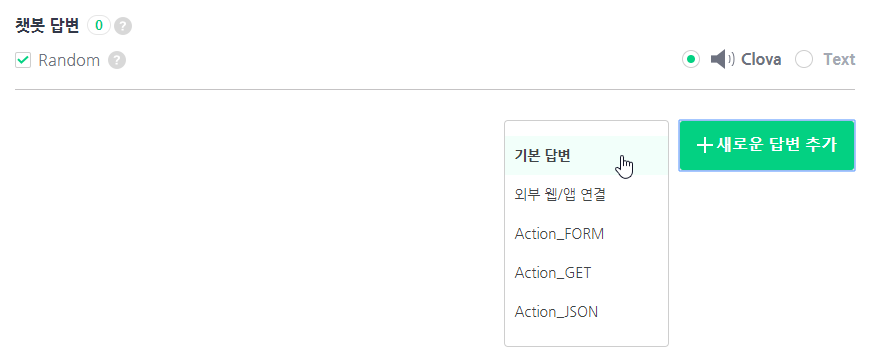 챗봇 답변 0 ?
Random ?
Clova Text
새로운 답변 추가
기본 답변
외부 웹/앱 연결
Action_FORM
Action_GET
Action_JSON